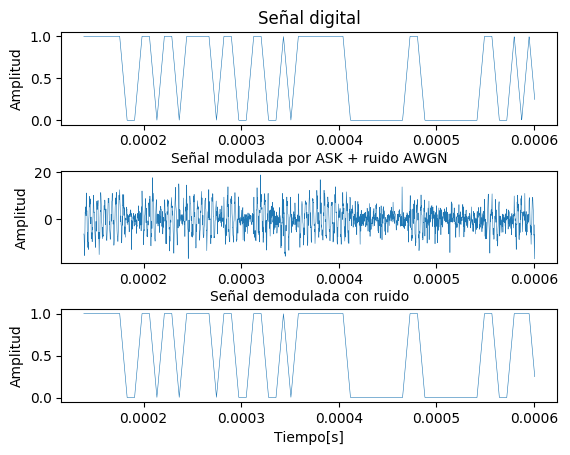 Señal digital
Amplitud
1.0
0.5
0.0
0.0002 0.0003 0.0004 0.0005 0.0006
Señal modulada por ASK + ruido AWGN
Amplitud
20
0
0.0002 0.0003 0.0004 0.0005 0.0006
Señal demodulada con ruido
Amplitud
1.0
0.5
0.0
0.0002 0.0003 0.0004 0.0005 0.0006
Tiempo[s]